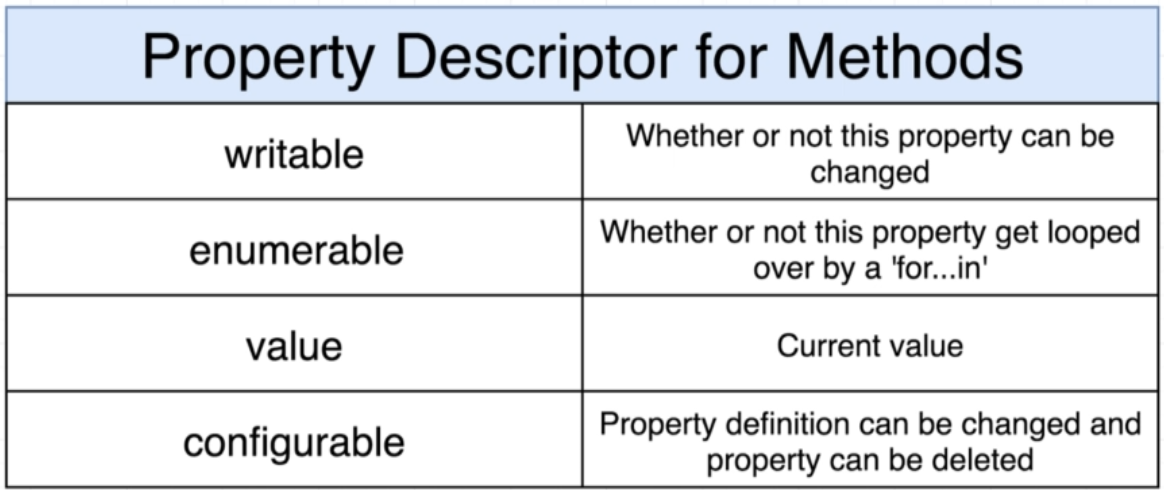 Property Descriptor for Methods
writable
Whether or not this property can be
changed
enumerable
Whether or not this property get looped
over by a 'for...in'
value
Current value
configurable
Property definition can be changed and
property can be deleted